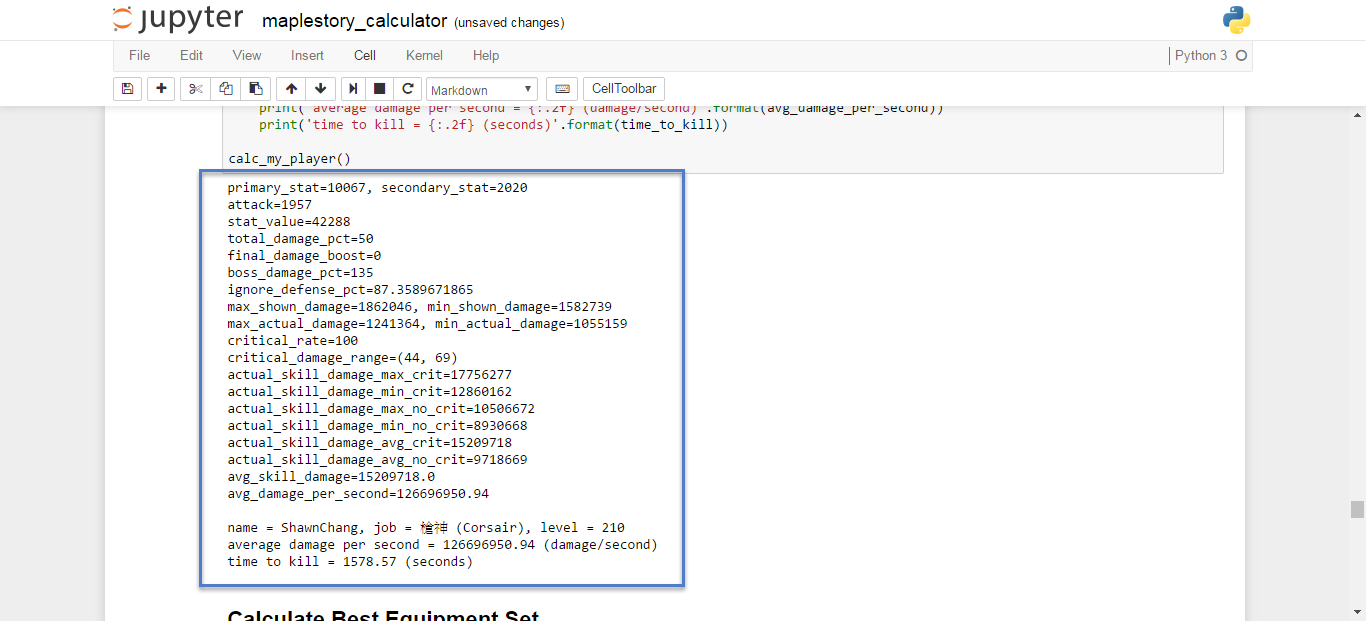 jupyter maplestory_calculator (unsaved changes)
File Edit View Insert Cell Kernel Help Python 3
Markdown CellToolbar
print('average damage per second = {:.2f} (damage/second)'.format(avg_damage_per_second))
print('time to kill = {:.2f} (seconds)'.format(time_to_kill))
calc_my_player()
primary_stat=10067, secondary_stat=2020
attack=1957
stat_value=42288
total_damage_pct=50
final_damage_boost=0
boss_damage_pct=135
ignore_defense_pct=87.3589671865
max_shown_damage=1862046, min_shown_damage=1582739
max_actual_damage=1241364, min_actual_damage=1055159
critical_rate=100
critical_damage_range=(44, 69)
actual_skill_damage_max_crit=17756277
actual_skill_damage_min_crit=12860162
actual_skill_damage_max_no_crit=10506672
actual_skill_damage_min_no_crit=8930668
actual_skill_damage_avg_crit=15209718
actual_skill_damage_avg_no_crit=9718669
avg_skill_damage=15209718.0
avg_damage_per_second=126696950.94
name = ShawnChang, job = 槍神 (Corsair), level = 210
average damage per second = 126696950.94 (damage/second)
time to kill = 1578.57 (seconds)
Calculate Best Equipment Set